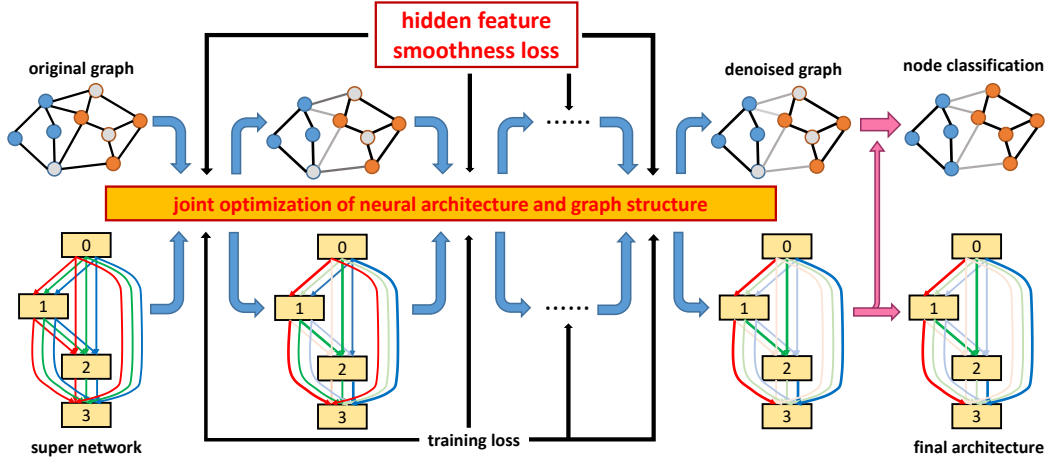 hidden feature
smoothness loss
original graph
denoised graph
node classification
......
joint optimization of neural architecture and graph structure
0
1
2
3
0
1
2
3
......
0
1
2
3
0
1
2
3
training loss
super network
final architecture